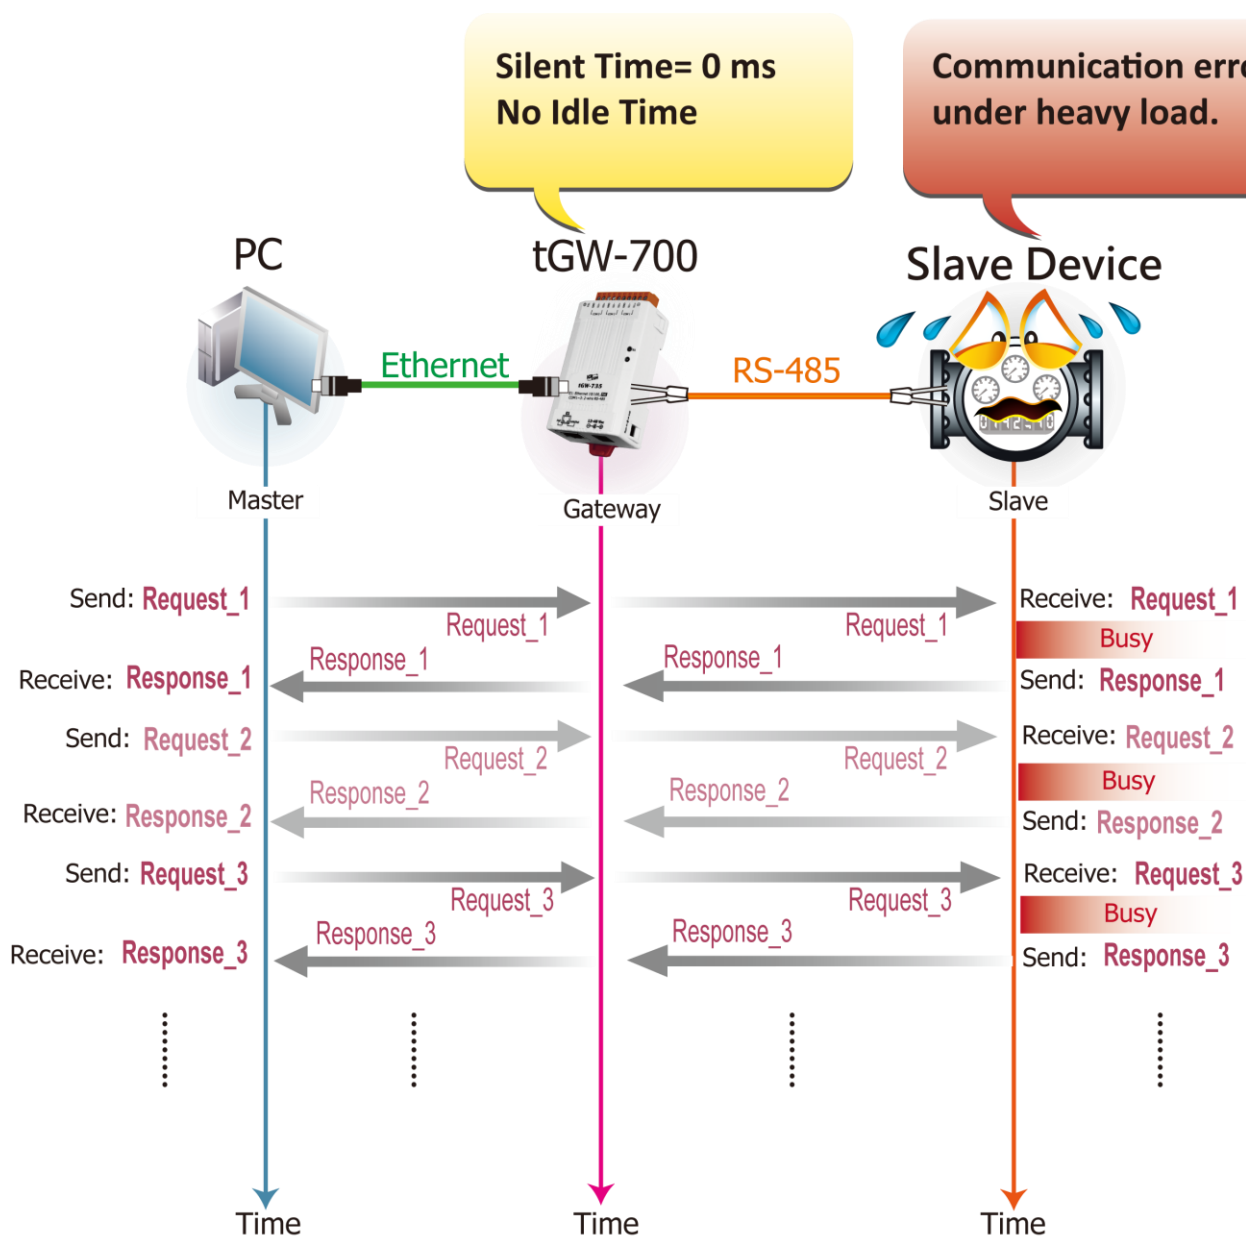 Silent Time= 0 ms
No Idle Time
Communication erro
under heavy load.
PC
tGW-700
Slave Device
Ethernet
RS-485
tGW-735
Master
Gateway
Slave
Send: Request_1
Request_1
Request_1
Receive: Request_1
Busy
Receive: Response_1
Response_1
Response_1
Send: Response_1
Send: Request_2
Request_2
Request_2
Receive: Request_2
Busy
Receive: Response_2
Response_2
Response_2
Send: Response_2
Send: Request_3
Request_3
Request_3
Receive: Request_3
Busy
Receive: Response_3
Response_3
Response_3
Send: Response_3
Time
Time
Time